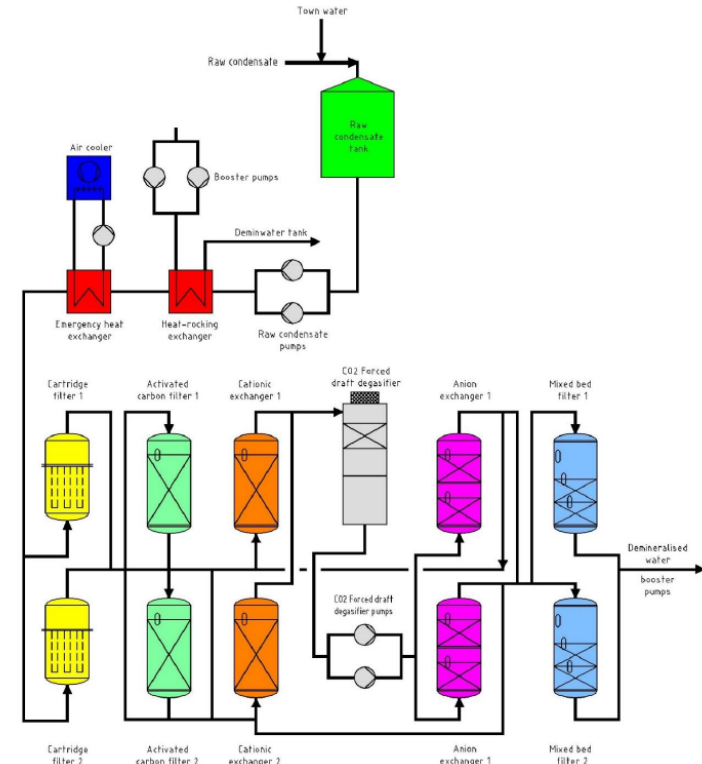 Town water
Raw condensate
Raw
condensate
tank
Air cooler
Booster pumps
Deminwater tank
Emergency heat
exchanger
Heat-rocking
exchanger
Raw condensate
pumps
Cartridge
filter 1
Activated
carbon filter 1
Cationic
exchanger 1
CO2 Forced
draft degasifier
Anion
exchanger 1
Mixed bed
filter 1
Demineralised
water
booster
pumps
CO2 Forced draft
degasifier pumps
Cartridge
filter 2
Activated
carbon filter 2
Cationic
exchanger 2
Anion
exchanger 1
Mixed bed
filter 2